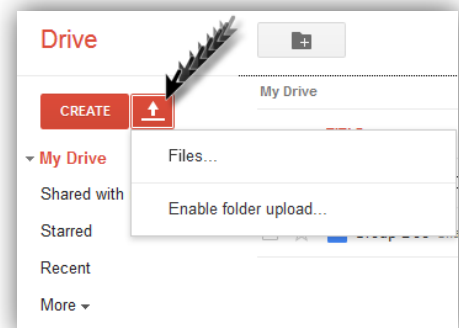 Drive
My Drive
CREATE
My Drive
Files...
Shared with
Enable folder upload...
Starred
Recent
More